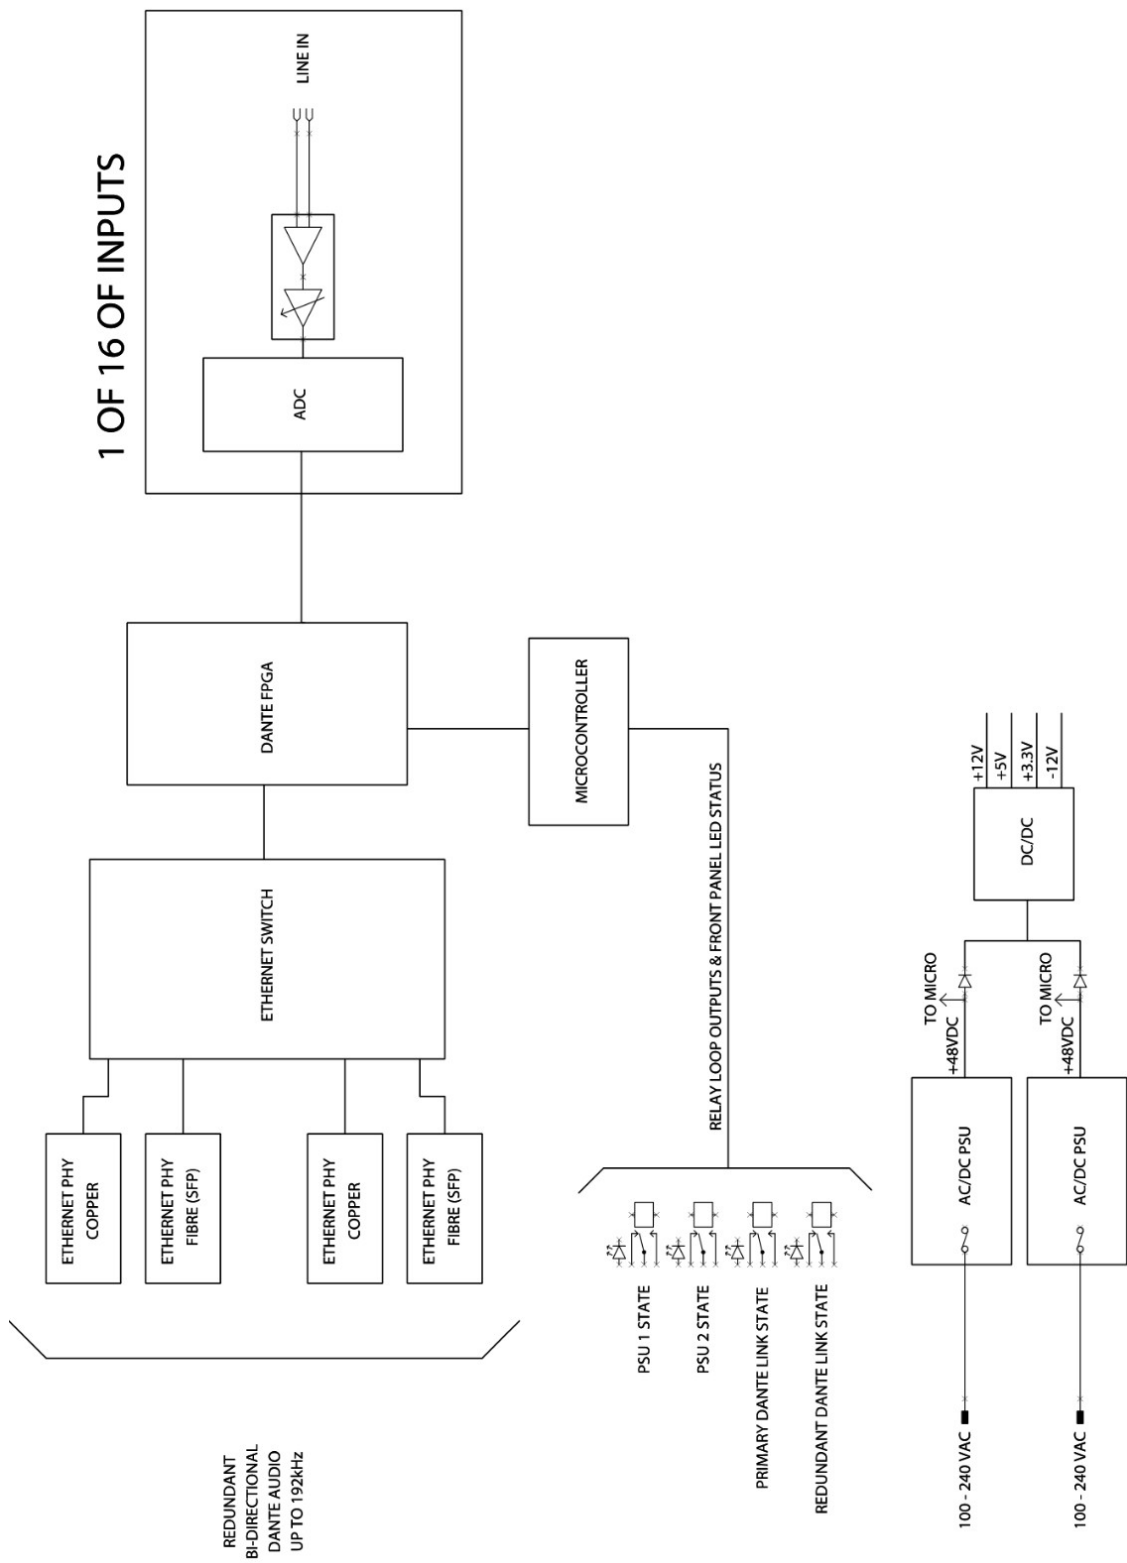 1 OF 16 OF INPUTS
LINE IN
ADC
DANTE FPGA
MICROCONTROLLER
ETHERNET SWITCH
ETHERNET PHY
COPPER
ETHERNET PHY
FIBRE (SFP)
ETHERNET PHY
COPPER
ETHERNET PHY
FIBRE (SFP)
REDUNDANT
BI-DIRECTIONAL
DANTE AUDIO
UP TO 192kHz
RELAY LOOP OUTPUTS & FRONT PANEL LED STATUS
PSU 1 STATE
PSU 2 STATE
PRIMARY DANTE LINK STATE
REDUNDANT DANTE LINK STATE
100 - 240 VAC
AC/DC PSU
+48VDC
TO MICRO
100 - 240 VAC
AC/DC PSU
+48VDC
TO MICRO
DC/DC
+12V
+5V
+3.3V
-12V